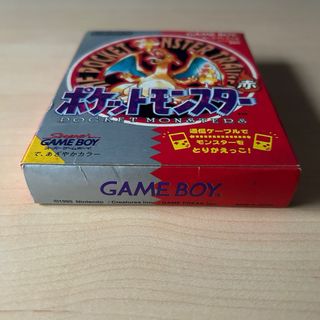 GAME BOY
赤
ポケットモンスター
POCKET MONSTERS
Super
GAME BOY
で、あざやかカラー
通信ケーブルで
モンスターを
とりかえっこ!
GAME BOY
©1995 Nintendo